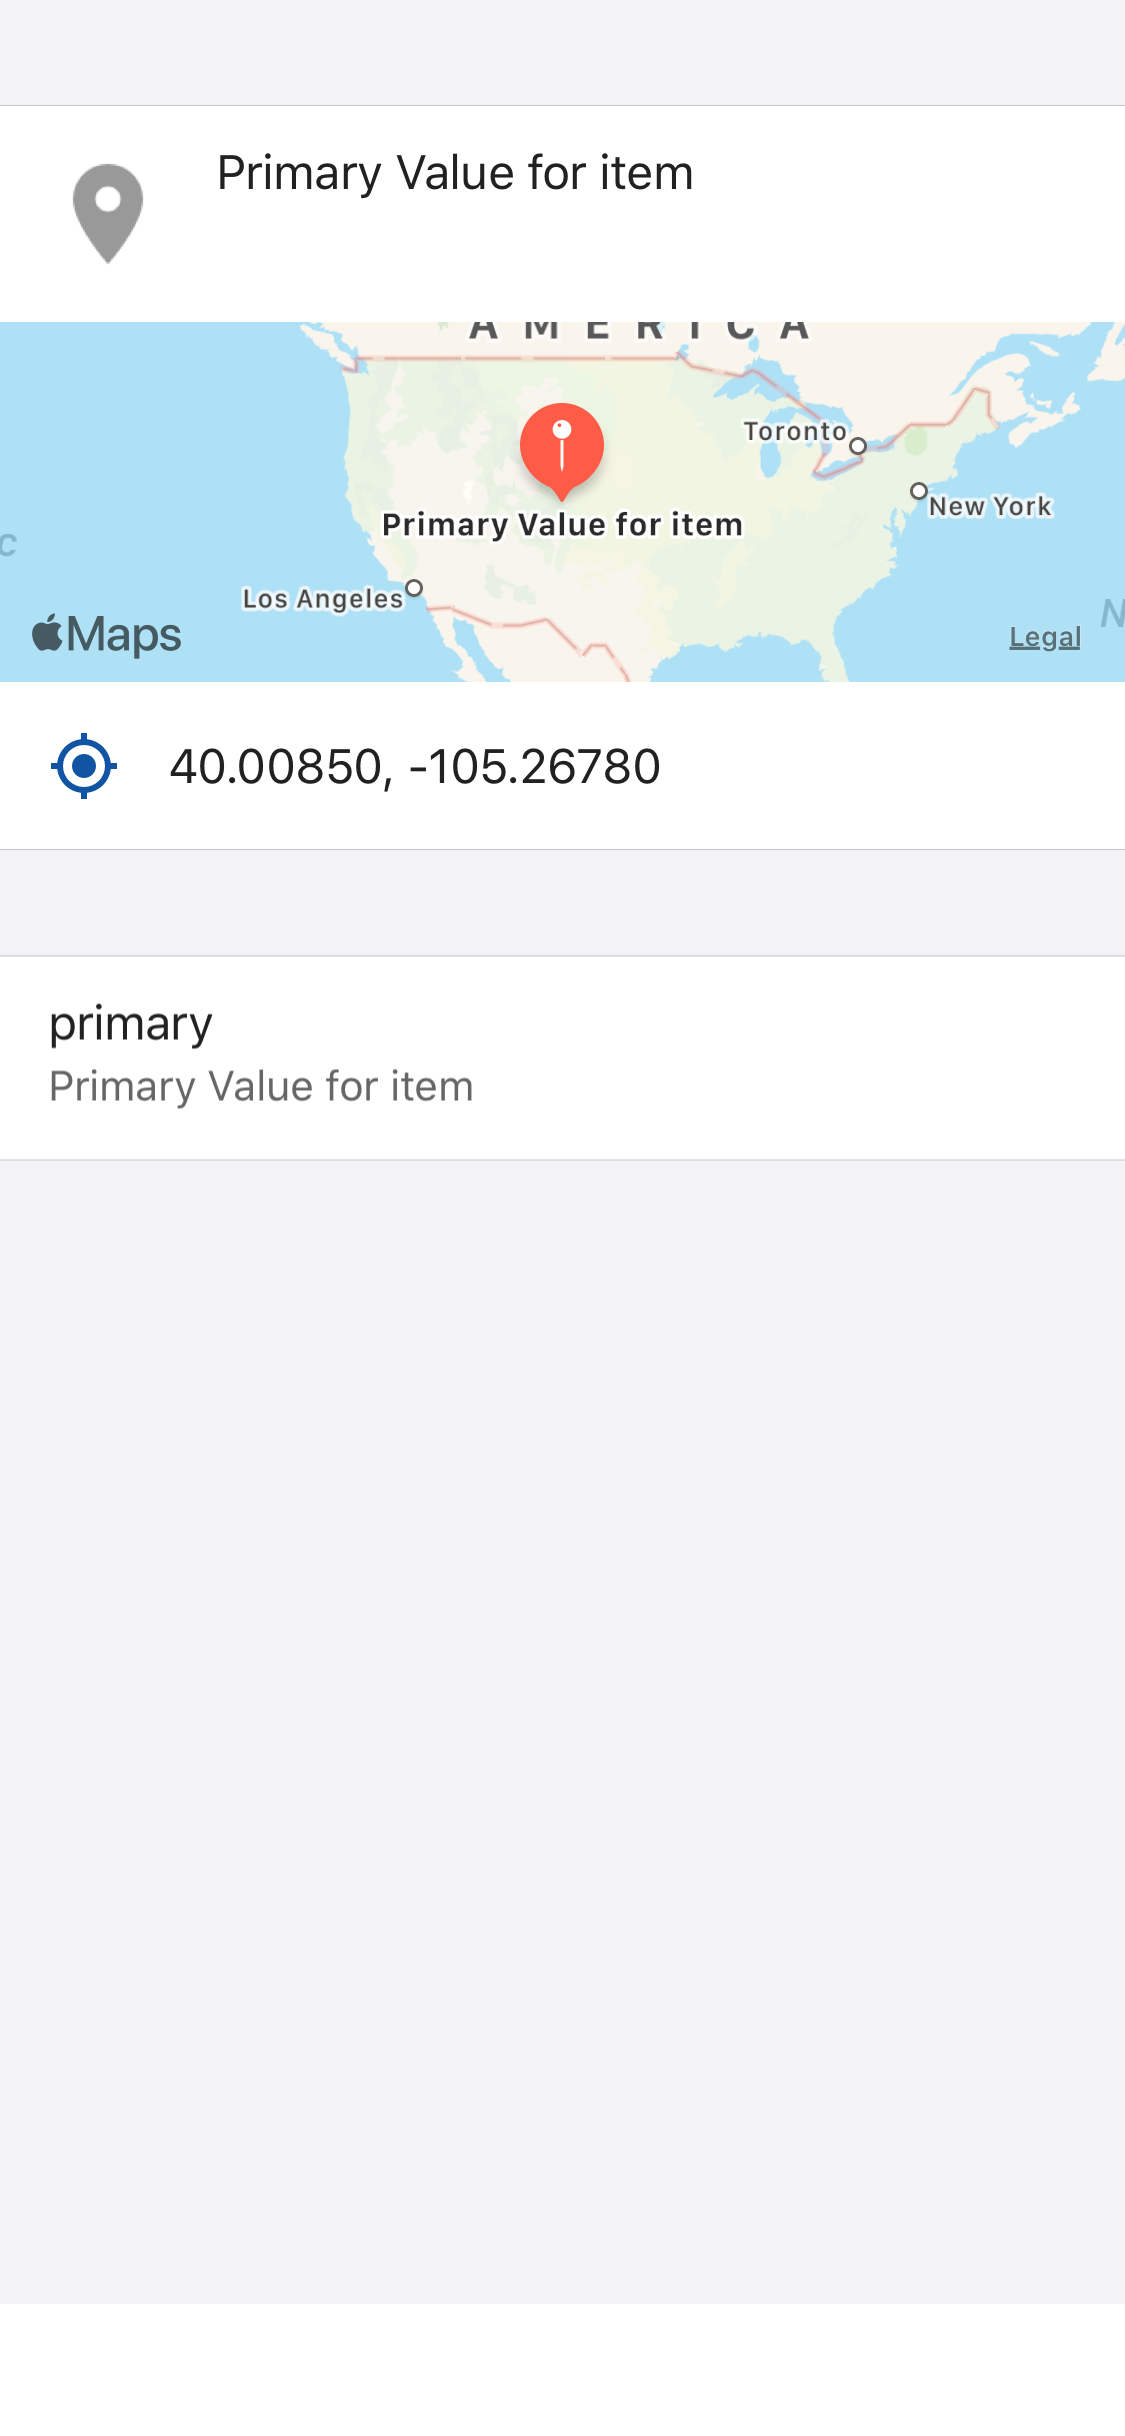 Primary Value for item
AMERICA
Toronto
New York
Primary Value for item
Los Angeles
Maps
Legal
40.00850, -105.26780
primary
Primary Value for item